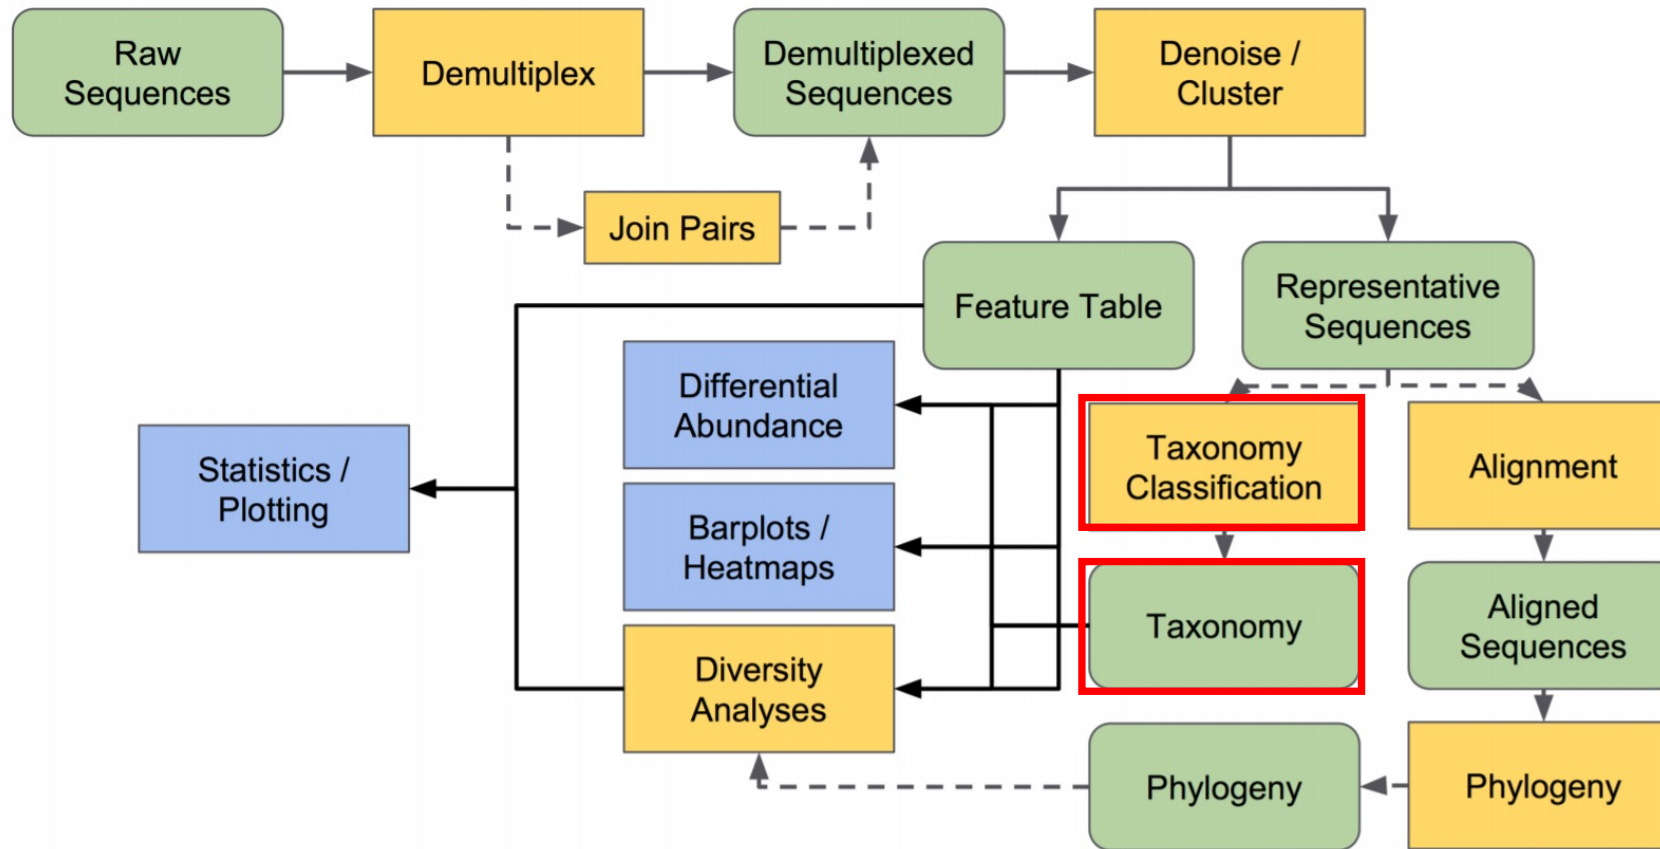 Raw
Sequences
Demultiplex
Demultiplexed
Sequences
Denoise /
Cluster
Join Pairs
Feature Table
Representative
Sequences
Differential
Abundance
Taxonomy
Classification
Alignment
Statistics /
Plotting
Barplots /
Heatmaps
Taxonomy
Aligned
Sequences
Diversity
Analyses
Phylogeny
Phylogeny